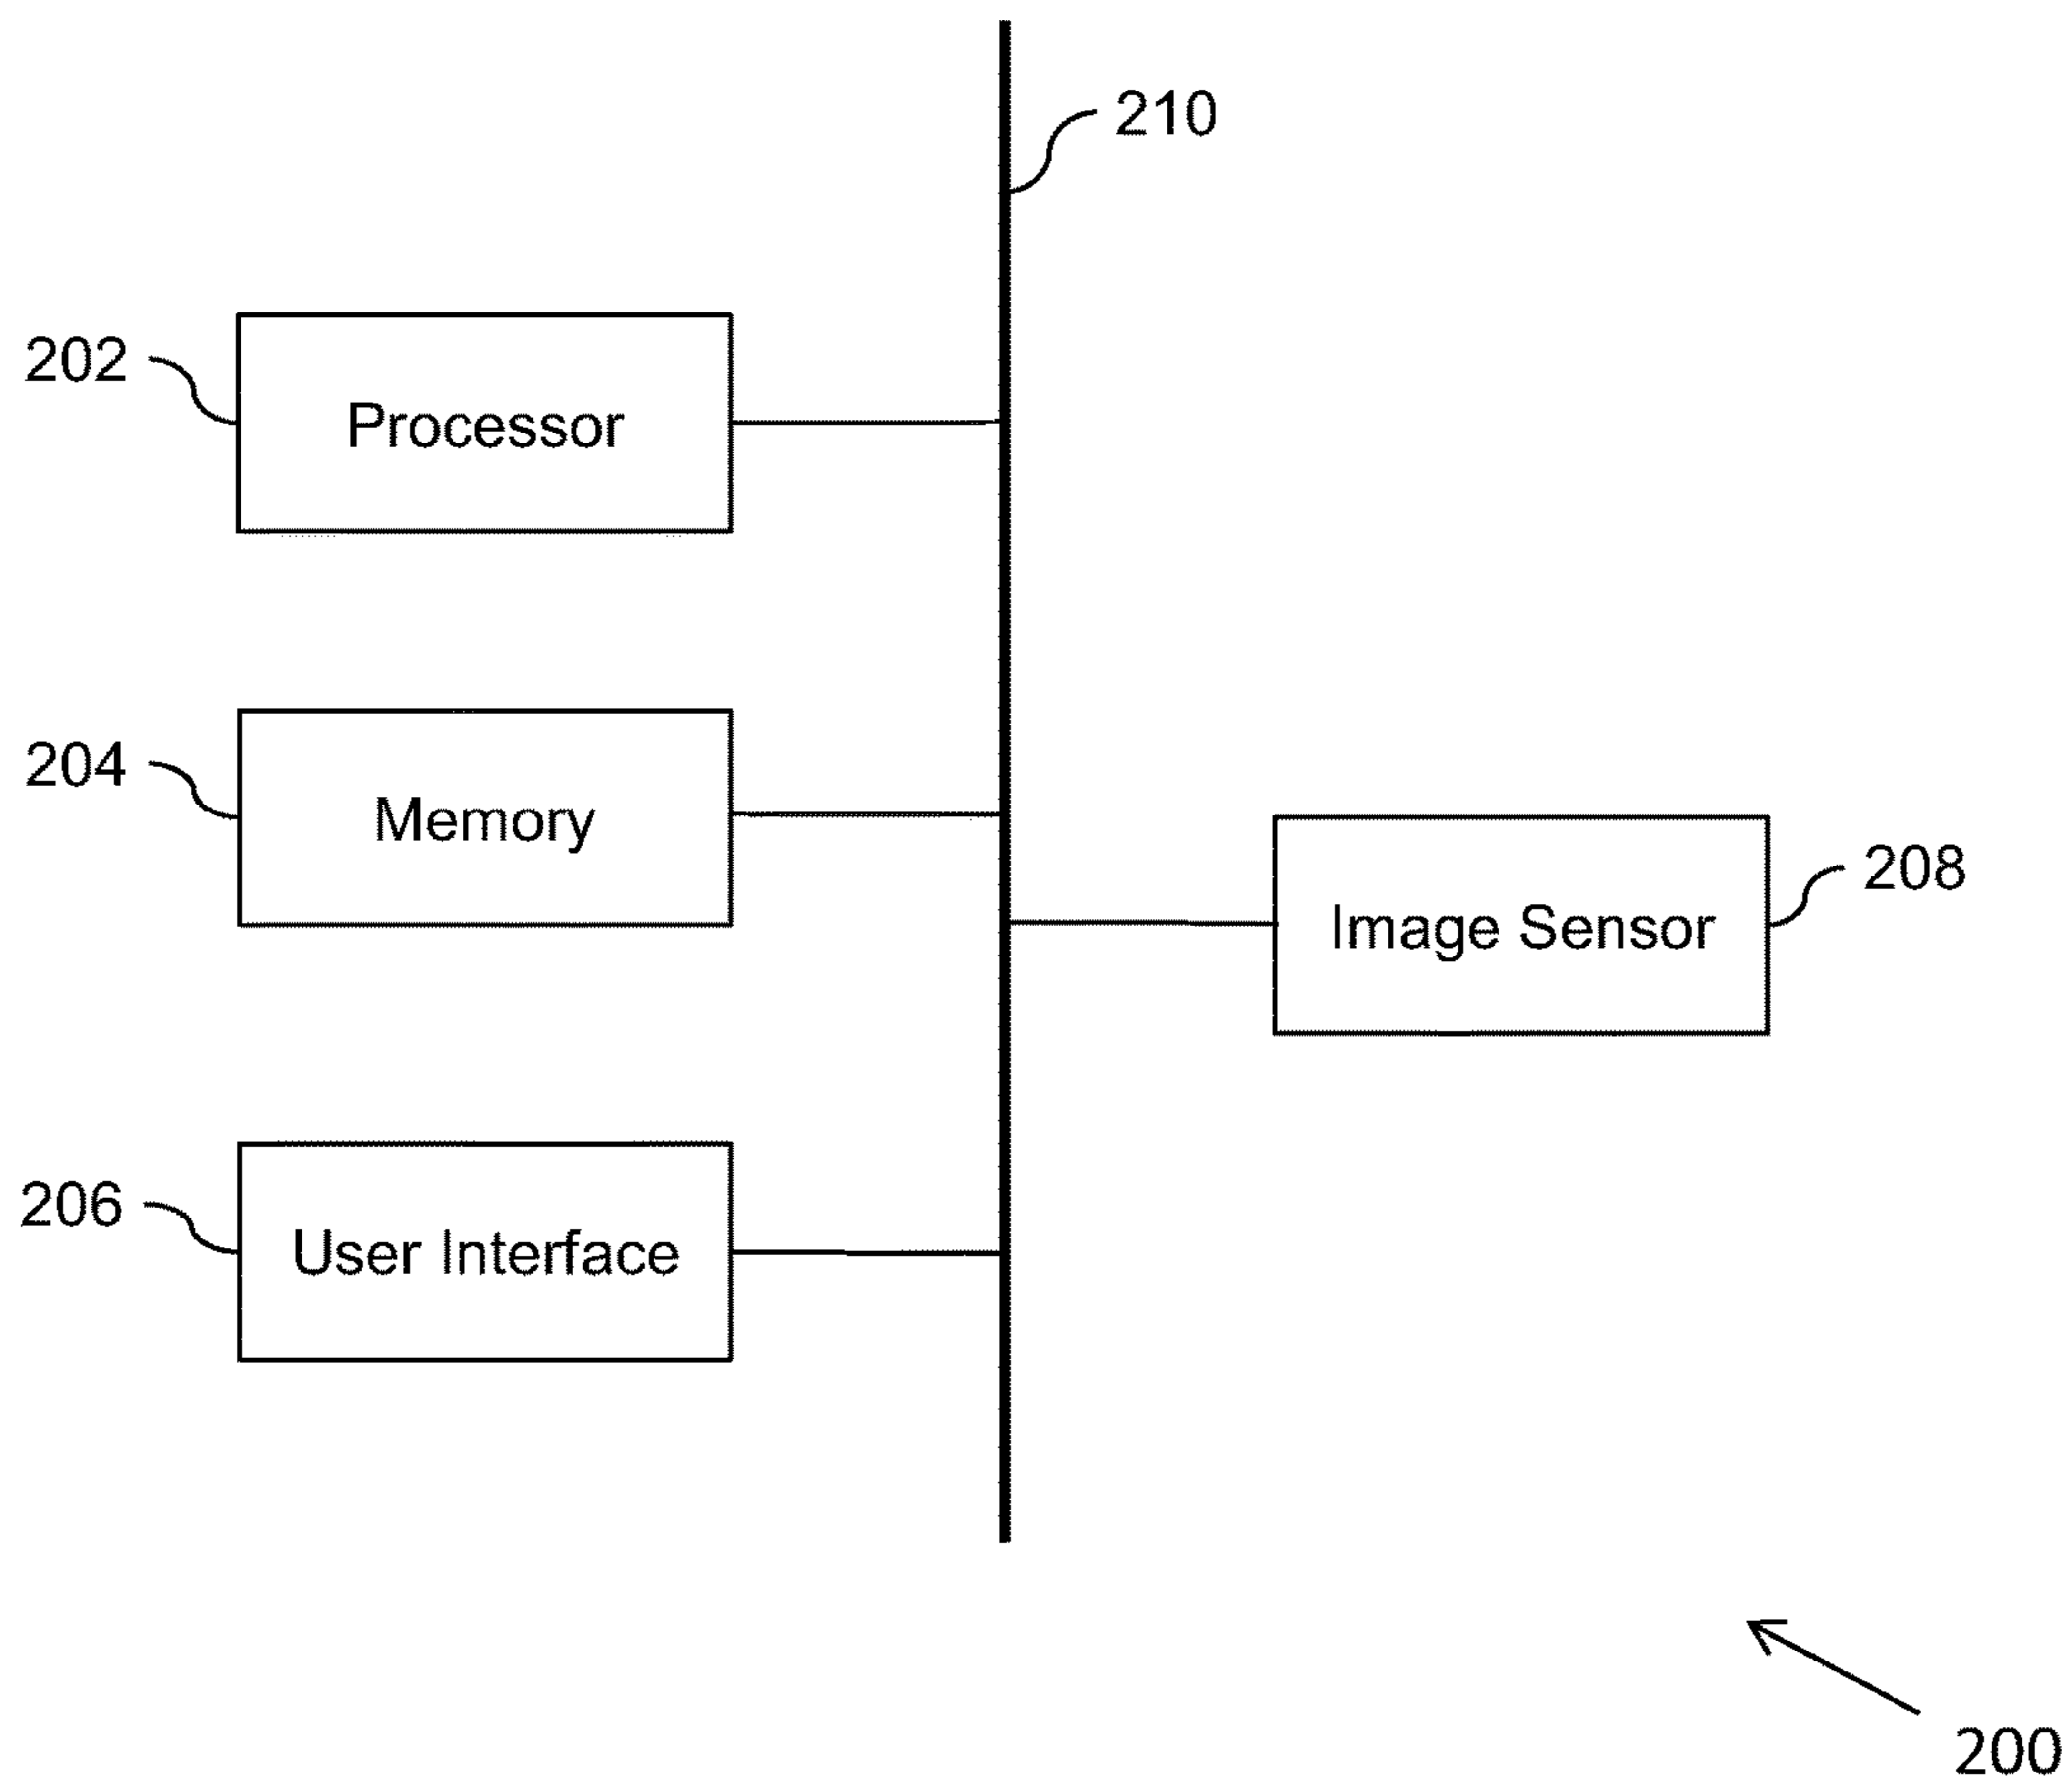 210
202
Processor
204
Memory
208
Image Sensor
206
User Interface
200